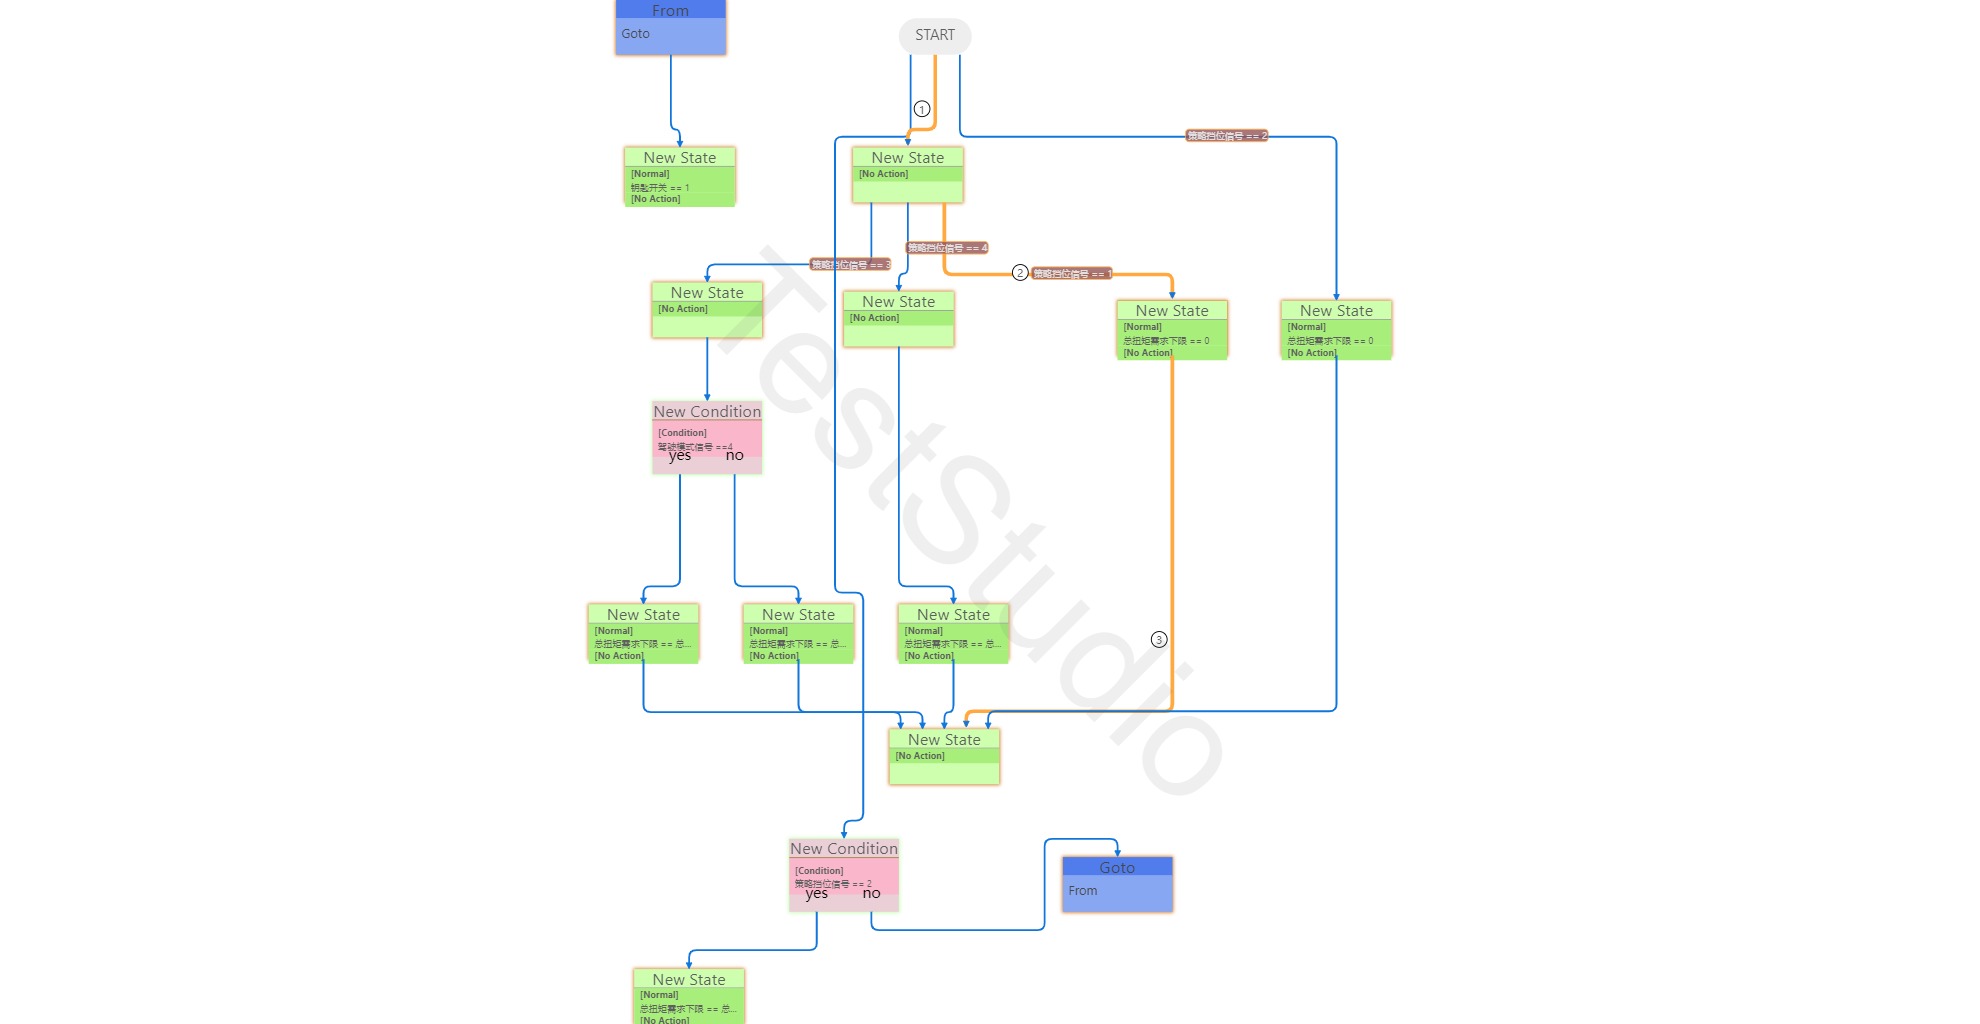 From
Goto
START
1
策略挡位信号 == 2
New State
[Normal]
钥匙开关 == 1
[No Action]
New State
[No Action]
策略挡位信号 == 4
策略挡位信号 == 3
2
策略挡位信号 == 1
New State
[No Action]
New State
[No Action]
New State
[Normal]
总扭矩需求下限 == 0
[No Action]
New State
[Normal]
总扭矩需求下限 == 0
[No Action]
New Condition
[Condition]
驾驶模式信号 ==4
yes no
TestStudio
New State
[Normal]
总扭矩需求下限 == 总...
[No Action]
New State
[Normal]
总扭矩需求下限 == 总...
[No Action]
New State
[Normal]
总扭矩需求下限 == 总...
[No Action]
3
New State
[No Action]
New Condition
[Condition]
策略挡位信号 == 2
yes no
Goto
From
New State
[Normal]
总扭矩需求下限 == 总...
[No Action]